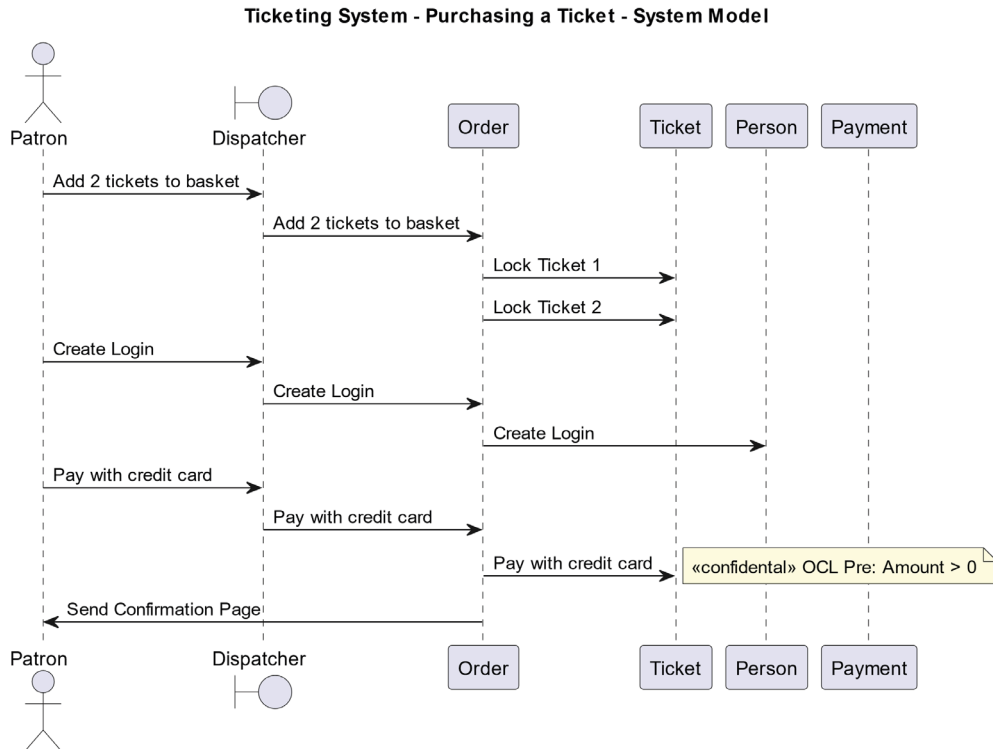 Ticketing System - Purchasing a Ticket - System Model
Patron
Dispatcher
Order
Ticket
Person
Payment
Add 2 tickets to basket
Add 2 tickets to basket
Lock Ticket 1
Lock Ticket 2
Create Login
Create Login
Create Login
Pay with credit card
Pay with credit card
Pay with credit card
«confidental» OCL Pre: Amount > 0
Send Confirmation Page
Patron
Dispatcher
Order
Ticket
Person
Payment